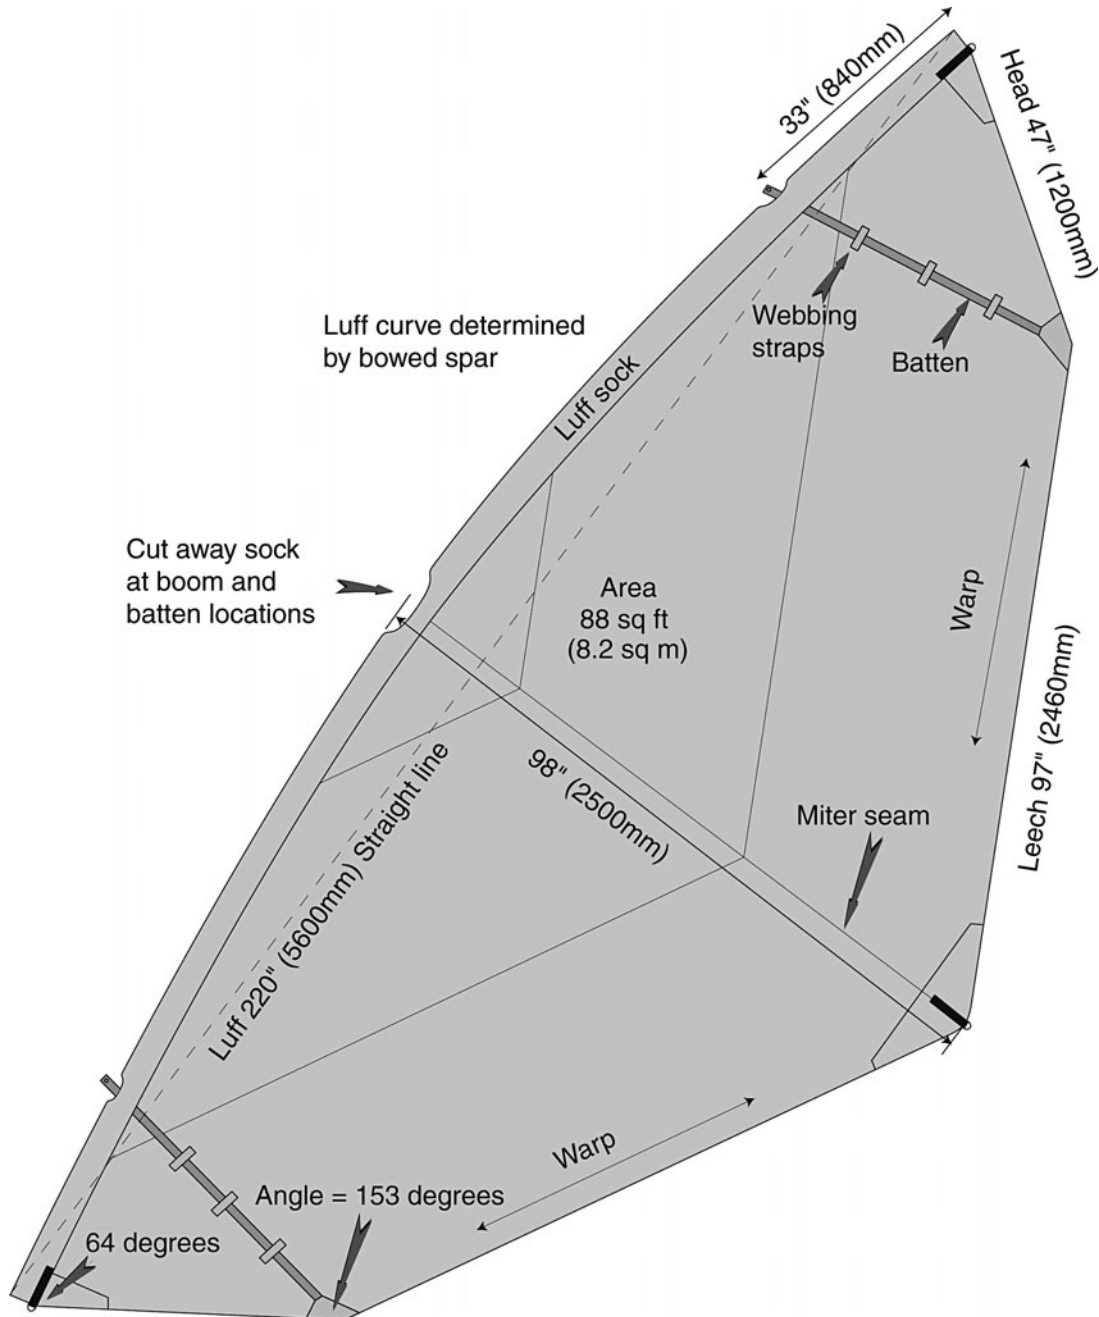 33" (840mm)
Head 47" (1200mm)
Webbing
straps
Batten
Luff curve determined
by bowed spar
Luff sock
Cut away sock
at boom and
batten locations
Area
88 sq ft
(8.2 sq m)
Warp
Leech 97" (2460mm)
98" (2500mm)
Miter seam
Luff 220" (5600mm) Straight line
Warp
Angle = 153 degrees
64 degrees